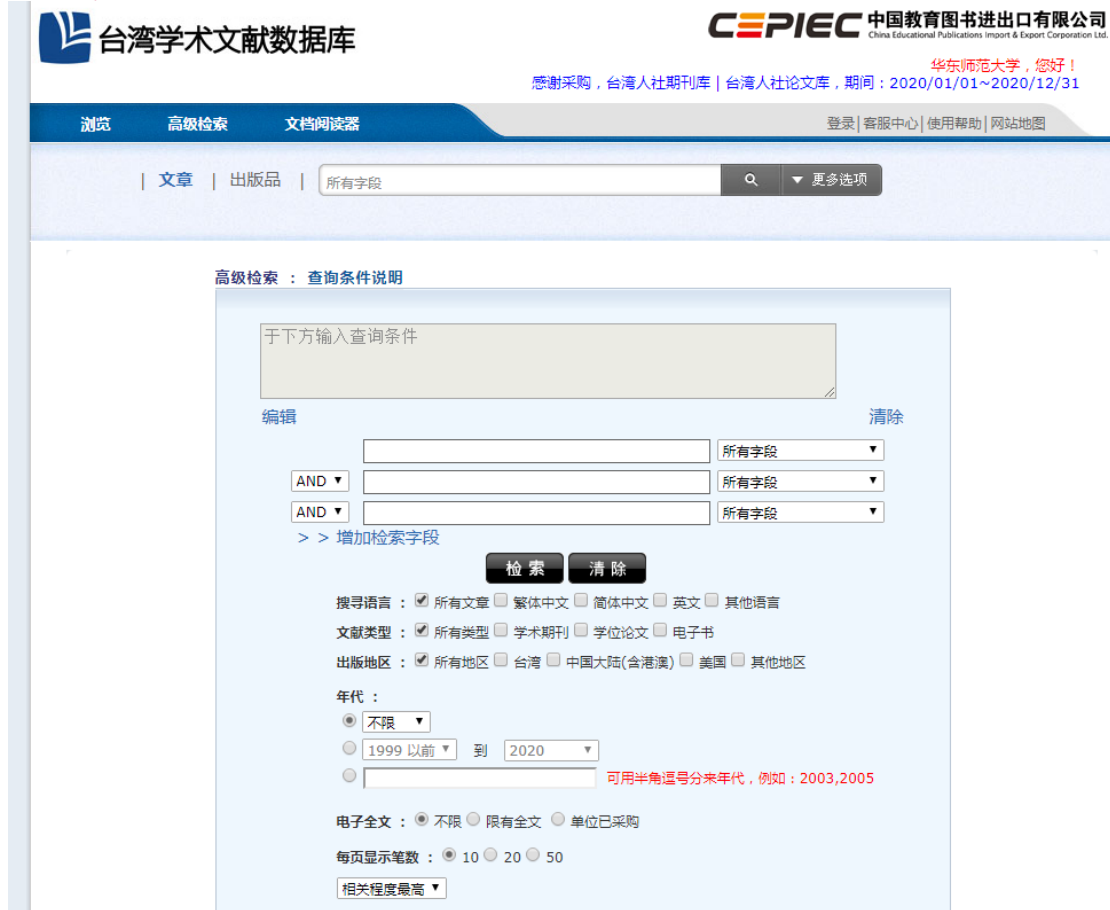 台湾学术文献数据库
CEPIEC 中国教育图书进出口有限公司
China Educational Publications Import & Export Corporation Ltd.
华东师范大学，您好！
感谢采购，台湾人社期刊库 | 台湾人社论文库，期间：2020/01/01~2020/12/31
浏览 高级检索 文档阅读器 登录|客服中心|使用帮助|网站地图
| 文章 | 出版品 | 所有字段 ▼ 更多选项
高级检索 ： 查询条件说明
于下方输入查询条件
编辑 清除
所有字段
AND 所有字段
AND 所有字段
> > 增加检索字段
检 索 清 除
搜寻语言 ： 所有文章 繁体中文 简体中文 英文 其他语言
文献类型 ： 所有类型 学术期刊 学位论文 电子书
出版地区 ： 所有地区 台湾 中国大陆(含港澳) 美国 其他地区
年代 ：
不限
1999 以前 到 2020
可用半角逗号分来年代，例如：2003,2005
电子全文 ： 不限 限有全文 单位已采购
每页显示笔数 ： 10 20 50
相关程度最高